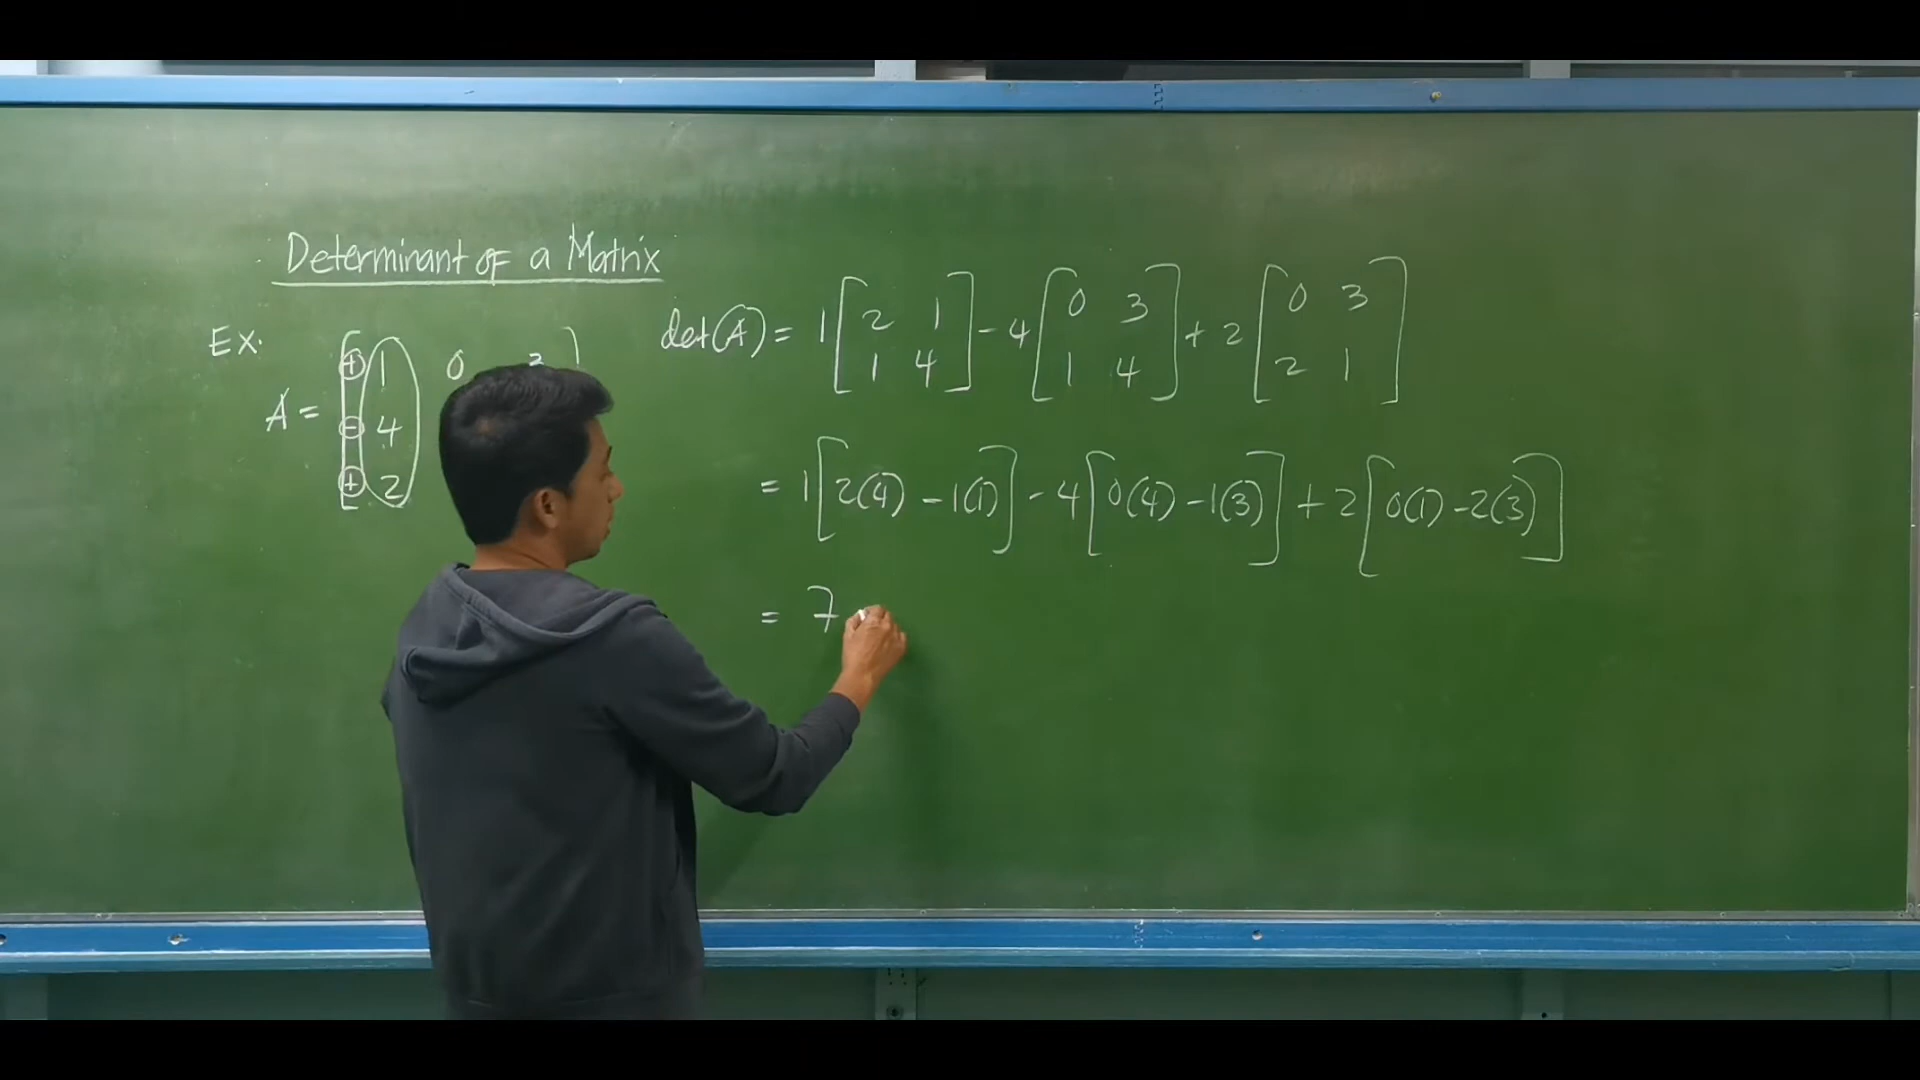 Determinant of a Matrix
Ex.
A = [ + 1 0
- 4
+ 2
det(A) = 1 [ 2 1 ] - 4 [ 0 3 ] + 2 [ 0 3 ]
[ 1 4 ] [ 1 4 ] [ 2 1 ]
= 1[2(4) - 1(1)] - 4[0(4) - 1(3)] + 2[0(1) - 2(3)]
= 7